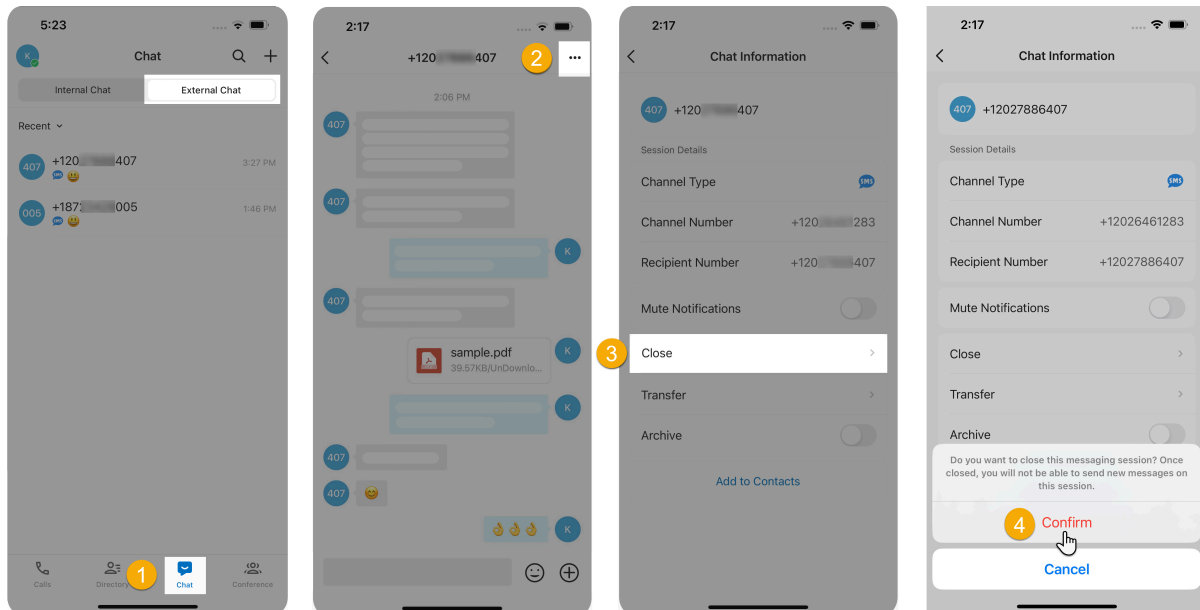 5:23
K
Chat
Internal Chat
External Chat
Recent
407
+120 407
3:27 PM
SMS
005
+187 005
1:46 PM
SMS
Calls
Directory
1
Chat
Conference
2:17
+120 407
2
2:06 PM
407
407
K
407
sample.pdf
39.57KB/UnDownlo...
K
K
407
407
K
2:17
Chat Information
407
+120 407
Session Details
Channel Type
SMS
Channel Number
+120 283
Recipient Number
+120 407
Mute Notifications
3
Close
Transfer
Archive
Add to Contacts
2:17
Chat Information
407
+12027886407
Session Details
Channel Type
SMS
Channel Number
+12026461283
Recipient Number
+12027886407
Mute Notifications
Close
Transfer
Archive
Do you want to close this messaging session? Once
closed, you will not be able to send new messages on
this session.
4
Confirm
Cancel